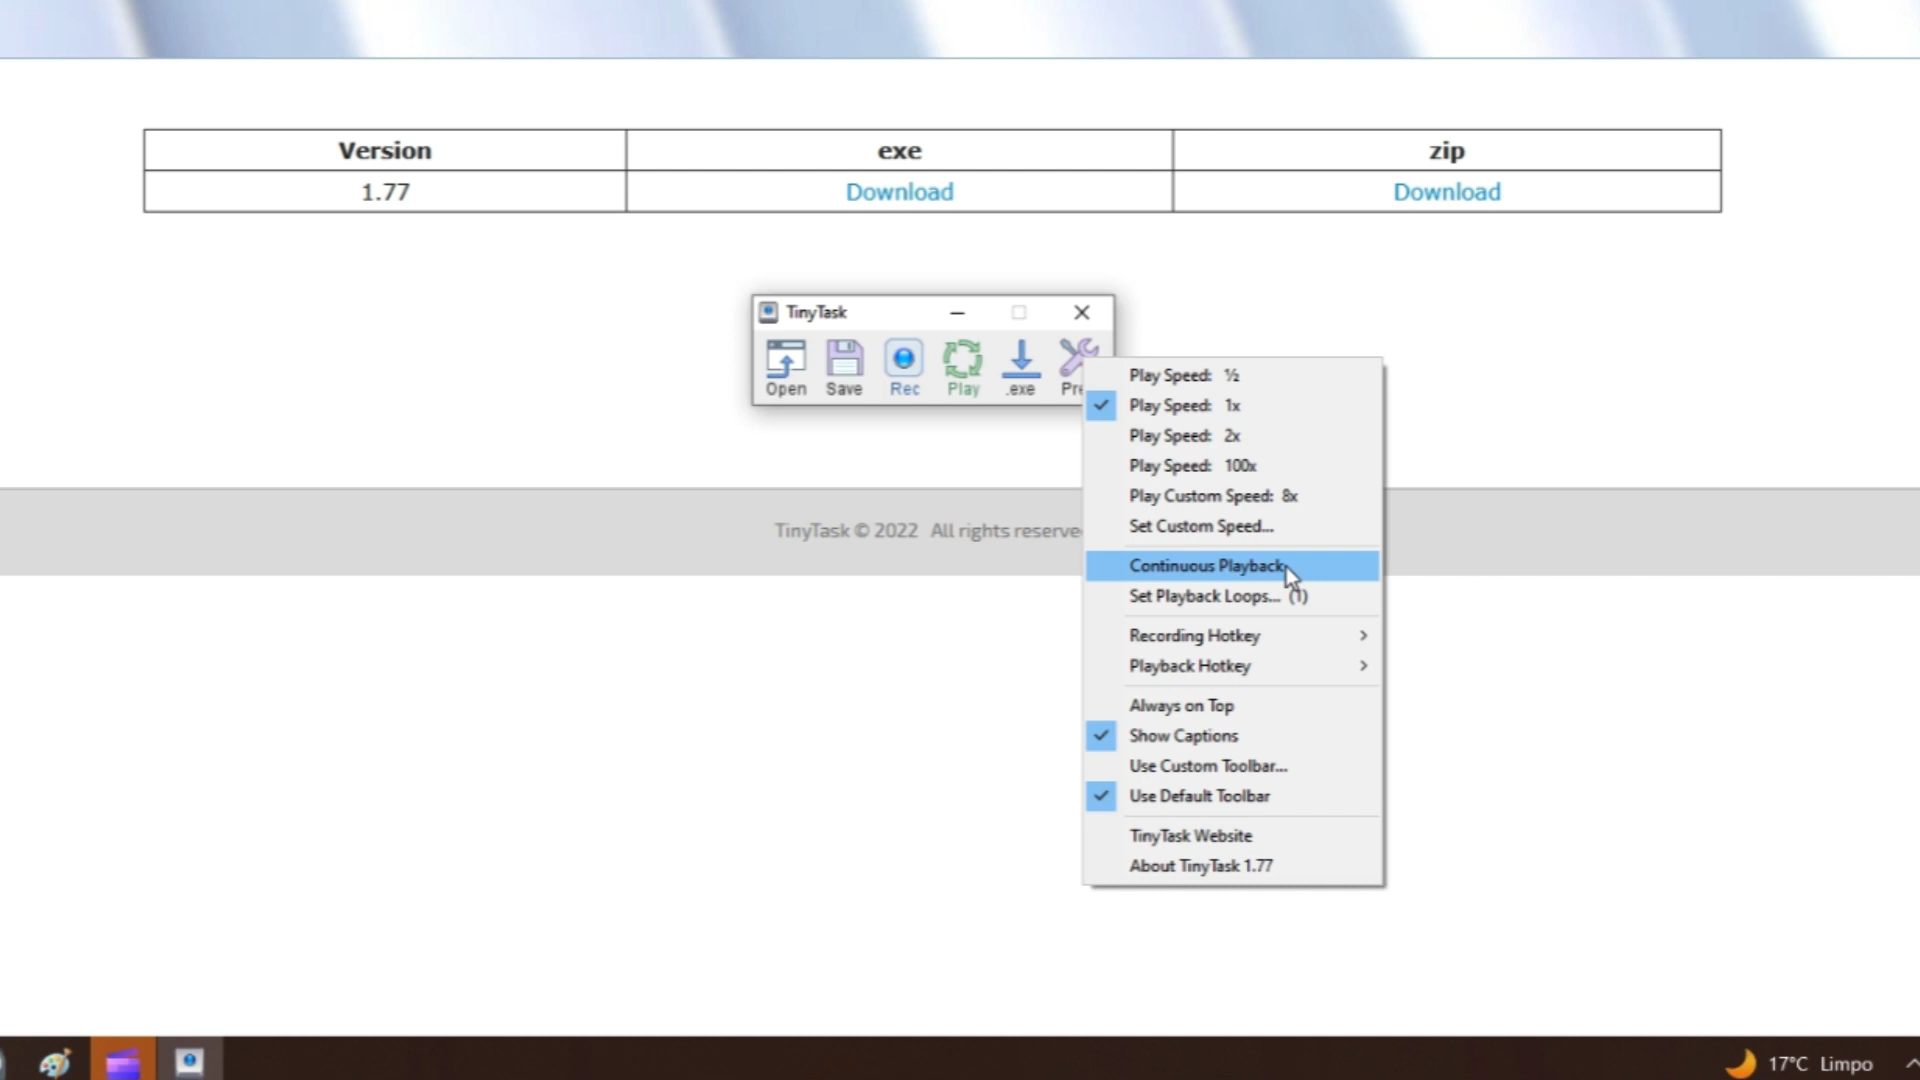 Version exe zip
1.77 Download Download
TinyTask
Open Save Rec Play .exe
Play Speed: ½
Play Speed: 1x
Play Speed: 2x
Play Speed: 100x
Play Custom Speed: 8x
Set Custom Speed...
TinyTask © 2022 All rights
Continuous Playback
Set Playback Loops... (1)
Recording Hotkey
Playback Hotkey
Always on Top
Show Captions
Use Custom Toolbar...
Use Default Toolbar
TinyTask Website
About TinyTask 1.77
17°C Limpo